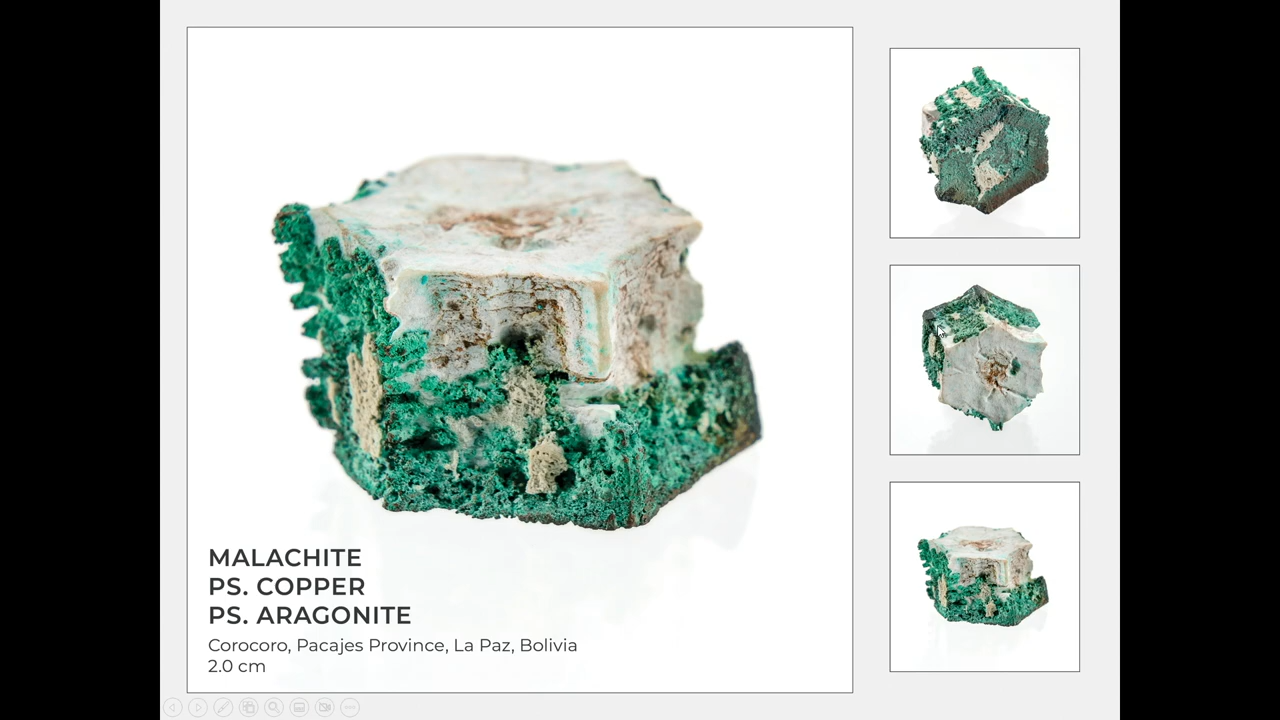 MALACHITE
PS. COPPER
PS. ARAGONITE
Corocoro, Pacajes Province, La Paz, Bolivia
2.0 cm